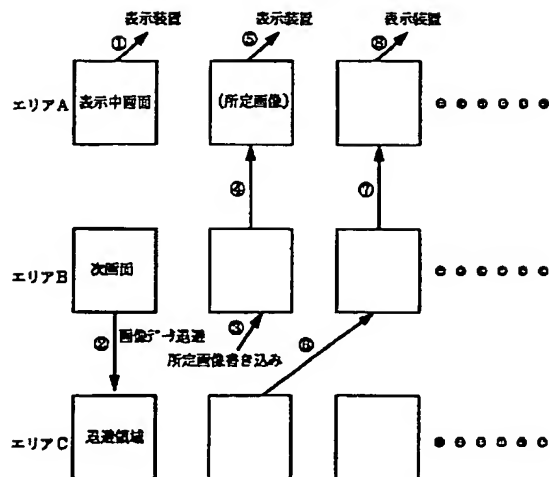 ① 表示装置 ⑤ 表示装置 ⑧ 表示装置
エリアA 表示中画面 (所定画像)
④ ⑦
エリアB 次画面
② 画像データ退避 ③ ⑥
所定画像書き込み
エリアC 退避領域